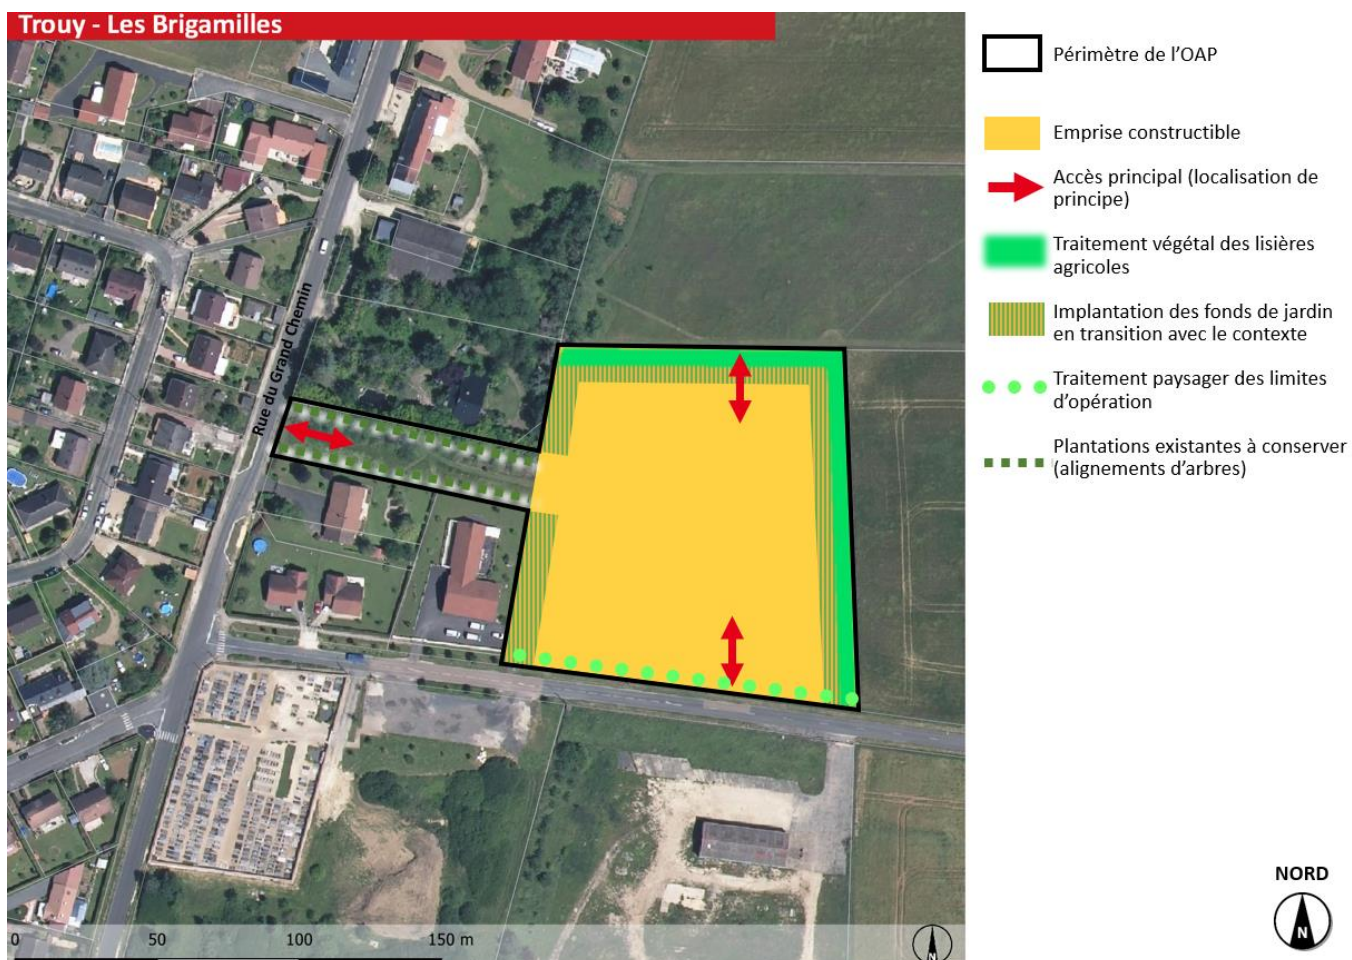 Trouy - Les Brigamilles
Périmètre de l'OAP
Emprise constructible
Accès principal (localisation de
principe)
Traitement végétal des lisières
agricoles
Implantation des fonds de jardin
en transition avec le contexte
Traitement paysager des limites
d'opération
Plantations existantes à conserver
(alignements d'arbres)
Rue du Grand Chemin
0 50 100 150 m
N
NORD
N